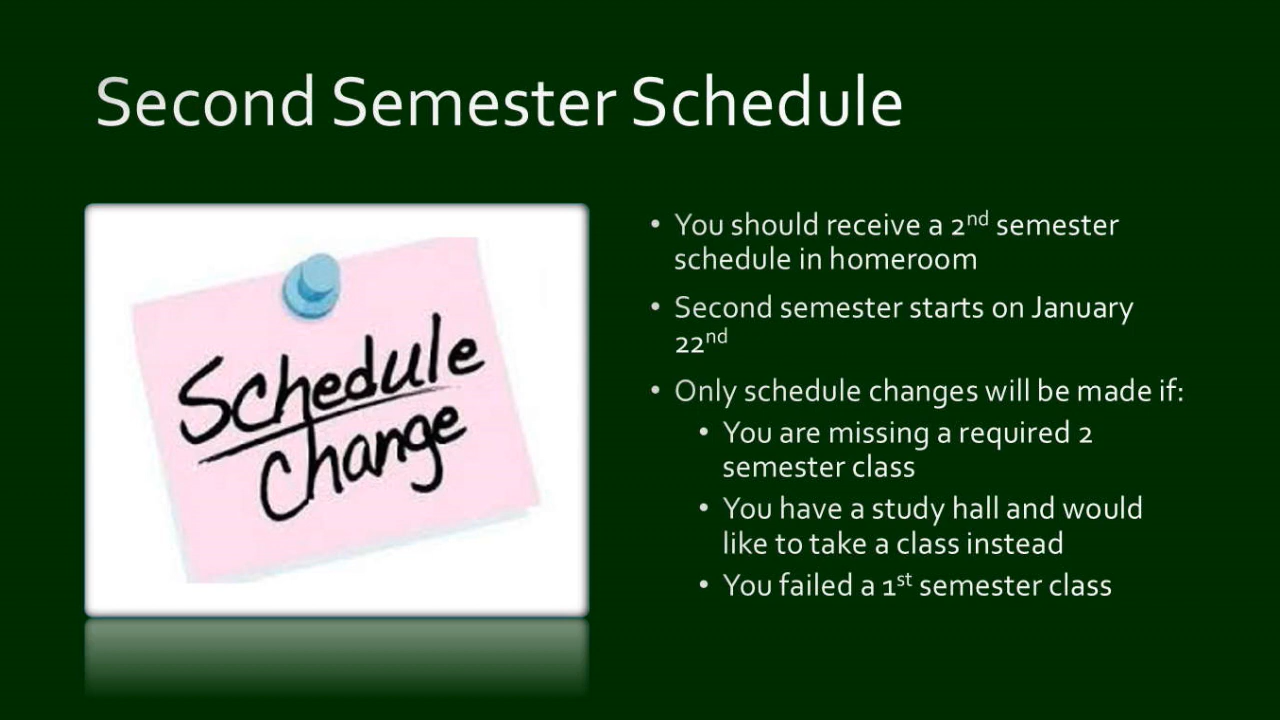 Second Semester Schedule
Schedule
Change
• You should receive a 2nd semester
schedule in homeroom
• Second semester starts on January
22nd
• Only schedule changes will be made if:
• You are missing a required 2
semester class
• You have a study hall and would
like to take a class instead
• You failed a 1st semester class